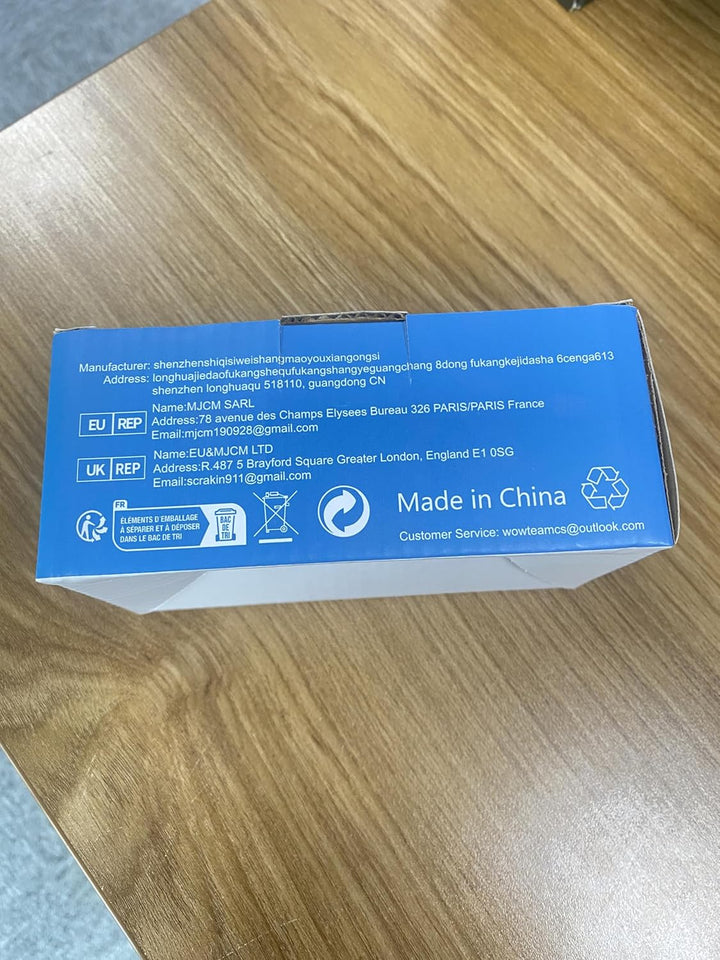 Manufacturer: shenzhenshiqisiweishangmaoyouxiangongsi
Address: longhuajiedaofukangshequfukangshangyeguangchang 8dong fukangkejidasha 6cenga613
shenzhen longhuaqu 518110, guangdong CN
EU REP
Name:MJCM SARL
Address:78 avenue des Champs Elysees Bureau 326 PARIS/PARIS France
Email:mjcm190928@gmail.com
UK REP
Name:EU&MJCM LTD
Address:R.487 5 Brayford Square Greater London, England E1 0SG
Email:scrakin911@gmail.com
FR
ÉLÉMENTS D'EMBALLAGE
À SÉPARER ET À DÉPOSER
DANS LE BAC DE TRI
BAC
DE
TRI
Made in China
Customer Service: wowteamcs@outlook.com